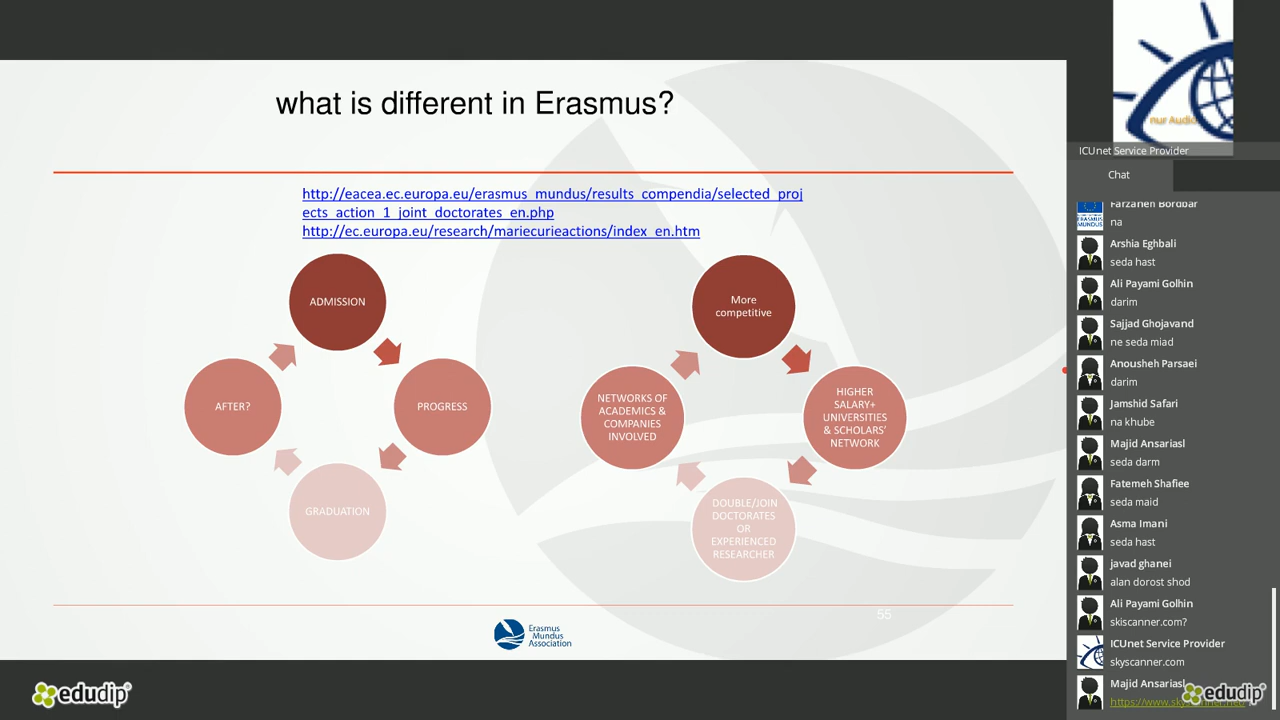 what is different in Erasmus?
http://eacea.ec.europa.eu/erasmus_mundus/results_compendia/selected_proj
ects_action_1_joint_doctorates_en.php
http://ec.europa.eu/research/mariecurieactions/index_en.htm
ADMISSION
PROGRESS
GRADUATION
AFTER?
More
competitive
HIGHER
SALARY+
UNIVERSITIES
& SCHOLARS'
NETWORK
DOUBLE/JOIN
DOCTORATES
OR
EXPERIENCED
RESEARCHER
NETWORKS OF
ACADEMICS &
COMPANIES
INVOLVED
55
Erasmus
Mundus
Association
edudip
nur Audio
ICUnet Service Provider
Chat
Farzaneh Bordbar
na
Arshia Eghbali
seda hast
Ali Payami Golhin
darim
Sajjad Ghojavand
ne seda miad
Anousheh Parsaei
darim
Jamshid Safari
na khube
Majid Ansariasl
seda darm
Fatemeh Shafiee
seda maid
Asma Imani
seda hast
javad ghanei
alan dorost shod
Ali Payami Golhin
skiscanner.com?
ICUnet Service Provider
skyscanner.com
Majid Ansariasl
edudip